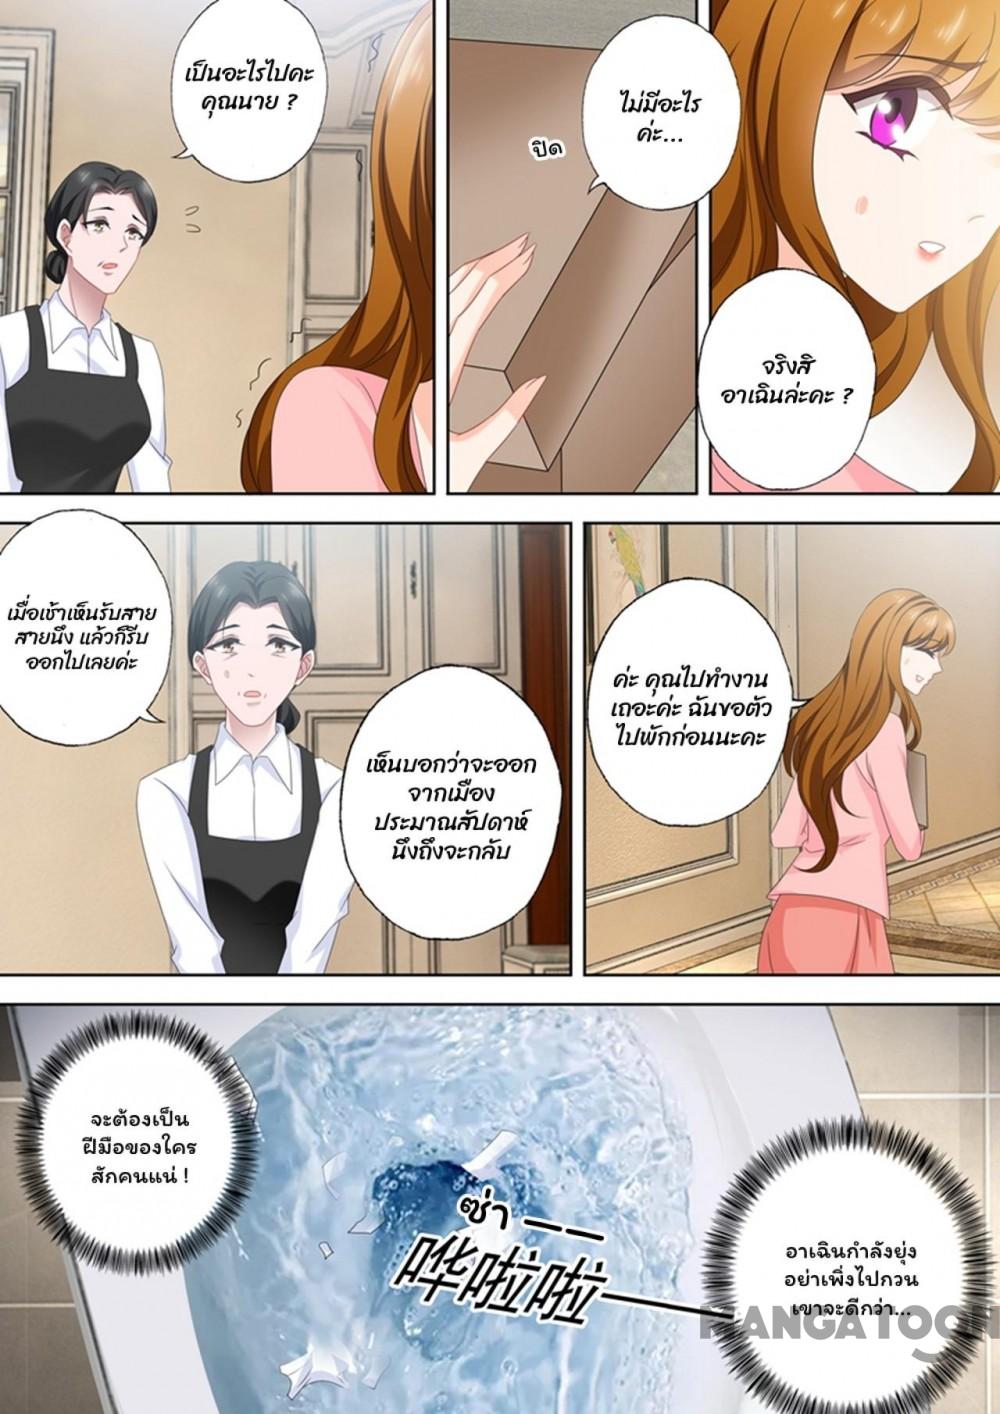 เป็นอะไรไปคะ
คุณนาย ?
ไม่มีอะไร
ค่ะ...
ปิด
จริงสิ
อาเฉินล่ะคะ ?
เมื่อเช้าเห็นรับสาย
สายนึง แล้วก็รีบ
ออกไปเลยค่ะ
เห็นบอกว่าจะออก
จากเมือง
ประมาณสัปดาห์
นึงถึงจะกลับ
ค่ะ คุณไปทำงาน
เถอะค่ะ ฉันขอตัว
ไปพักก่อนนะคะ
จะต้องเป็น
ฝีมือของใคร
สักคนแน่ !
ซ่า ——
哗啦啦——
อาเฉินกำลังยุ่ง
อย่าเพิ่งไปกวน
เขาจะดีกว่า...
MANGATOON